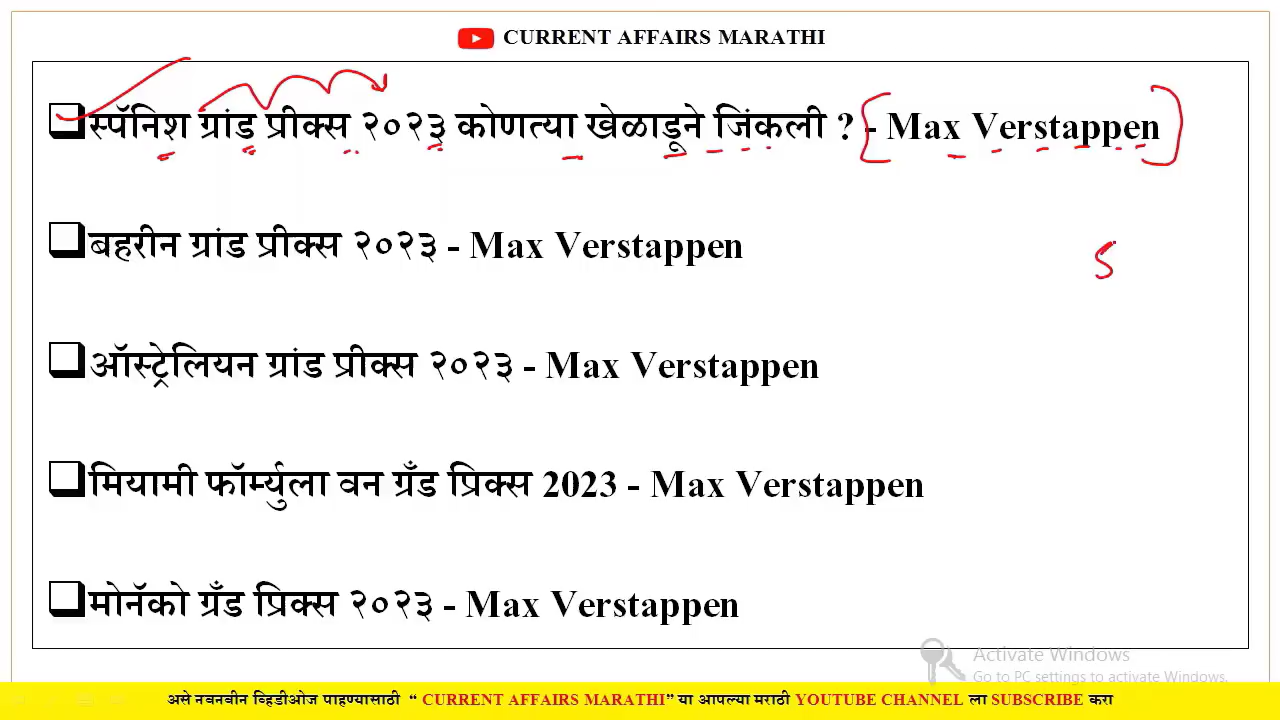 CURRENT AFFAIRS MARATHI
स्पॅनिश ग्रांड प्रीक्स २०२३ कोणत्या खेळाडूने जिंकली ? - Max Verstappen
बहरीन ग्रांड प्रीक्स २०२३ - Max Verstappen
5
ऑस्ट्रेलियन ग्रांड प्रीक्स २०२३ - Max Verstappen
मियामी फॉर्म्युला वन ग्रँड प्रिक्स 2023 - Max Verstappen
मोनॅको ग्रँड प्रिक्स २०२३ - Max Verstappen
Activate Windows
Go to PC settings to activate Windows.
असे नवनवीन व्हिडीओज पाहण्यासाठी “ CURRENT AFFAIRS MARATHI” या आपल्या मराठी YOUTUBE CHANNEL ला SUBSCRIBE करा